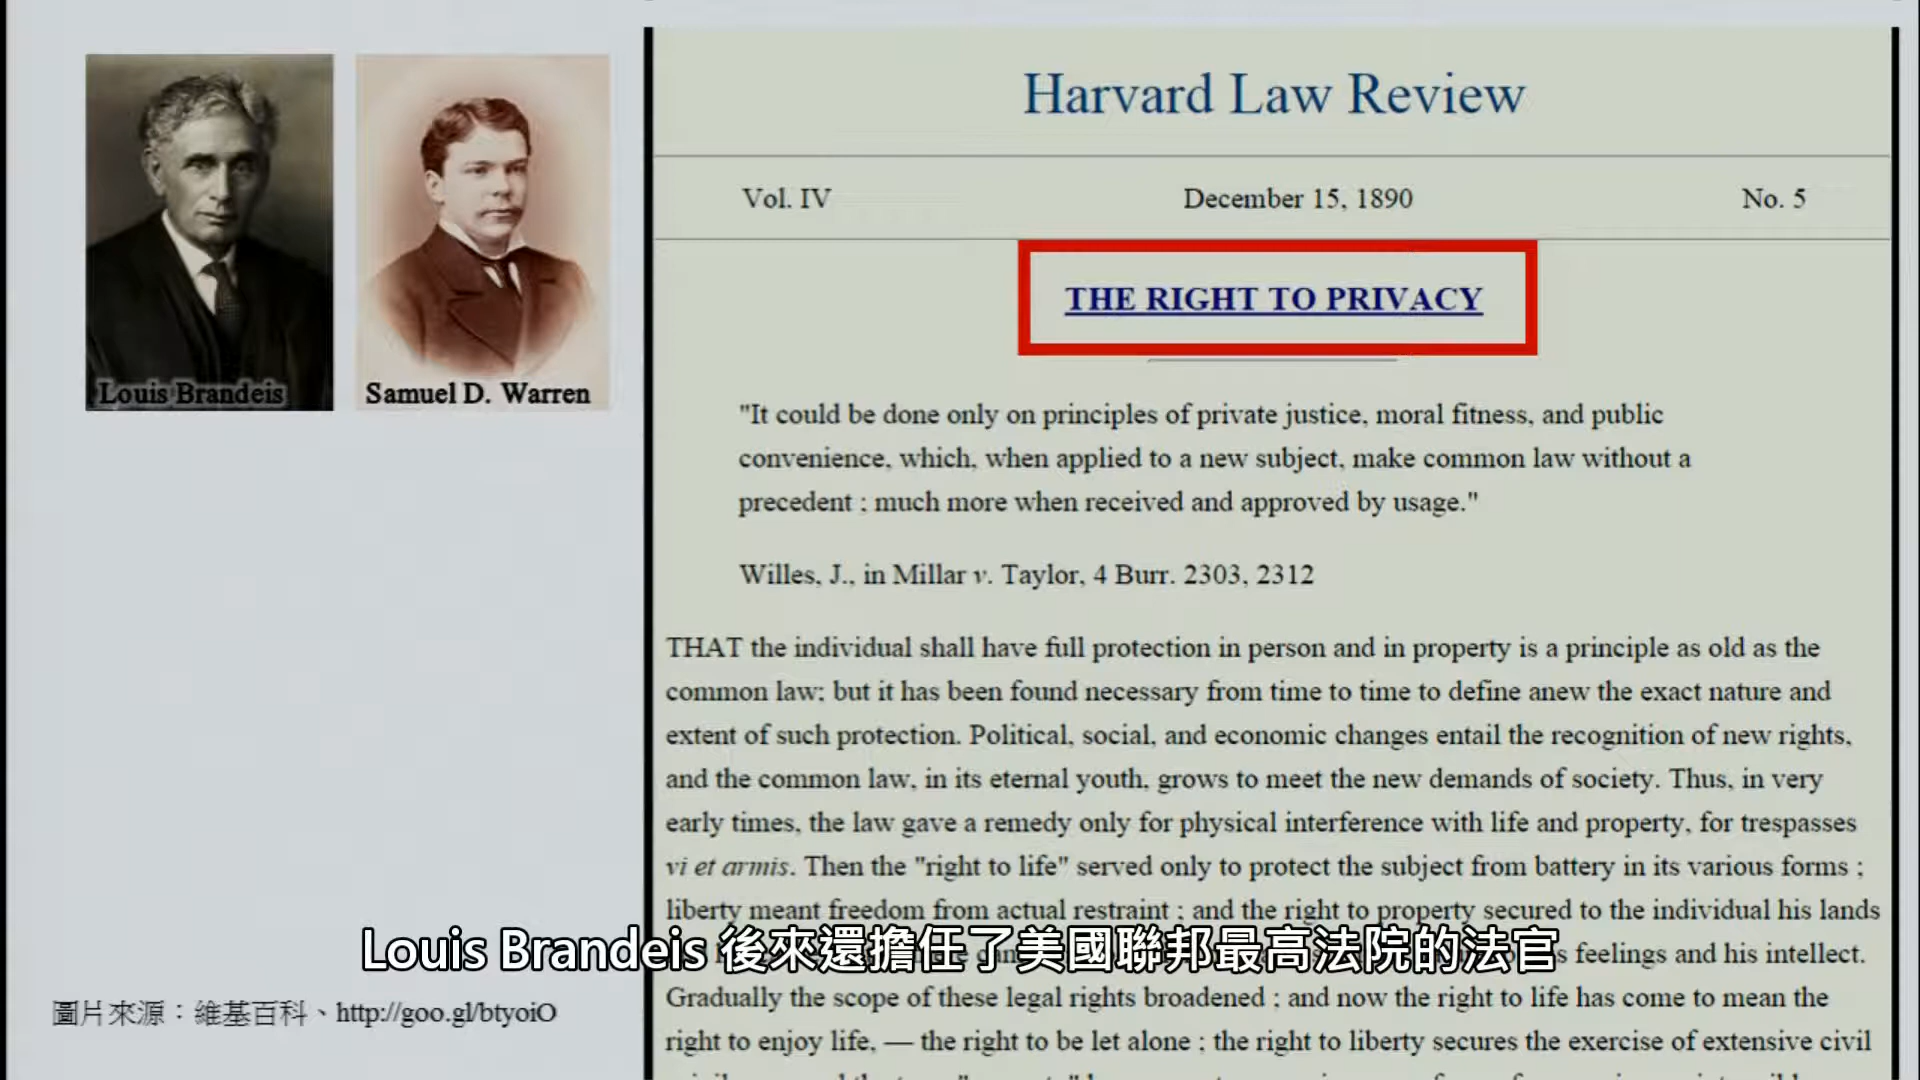 Louis Brandeis
Samuel D. Warren
Harvard Law Review
Vol. IV December 15, 1890 No. 5
THE RIGHT TO PRIVACY
"It could be done only on principles of private justice, moral fitness, and public
convenience, which, when applied to a new subject, make common law without a
precedent ; much more when received and approved by usage."
Willes, J., in Millar v. Taylor, 4 Burr. 2303, 2312
THAT the individual shall have full protection in person and in property is a principle as old as the
common law; but it has been found necessary from time to time to define anew the exact nature and
extent of such protection. Political, social, and economic changes entail the recognition of new rights,
and the common law, in its eternal youth, grows to meet the new demands of society. Thus, in very
early times, the law gave a remedy only for physical interference with life and property, for trespasses
vi et armis. Then the "right to life" served only to protect the subject from battery in its various forms ;
liberty meant freedom from actual restraint ; and the right to property secured to the individual his lands
feelings and his intellect.
Gradually the scope of these legal rights broadened ; and now the right to life has come to mean the
right to enjoy life, — the right to be let alone ; the right to liberty secures the exercise of extensive civil
Louis Brandeis 後來還擔任了美國聯邦最高法院的法官
圖片來源：維基百科、http://goo.gl/btyoiO